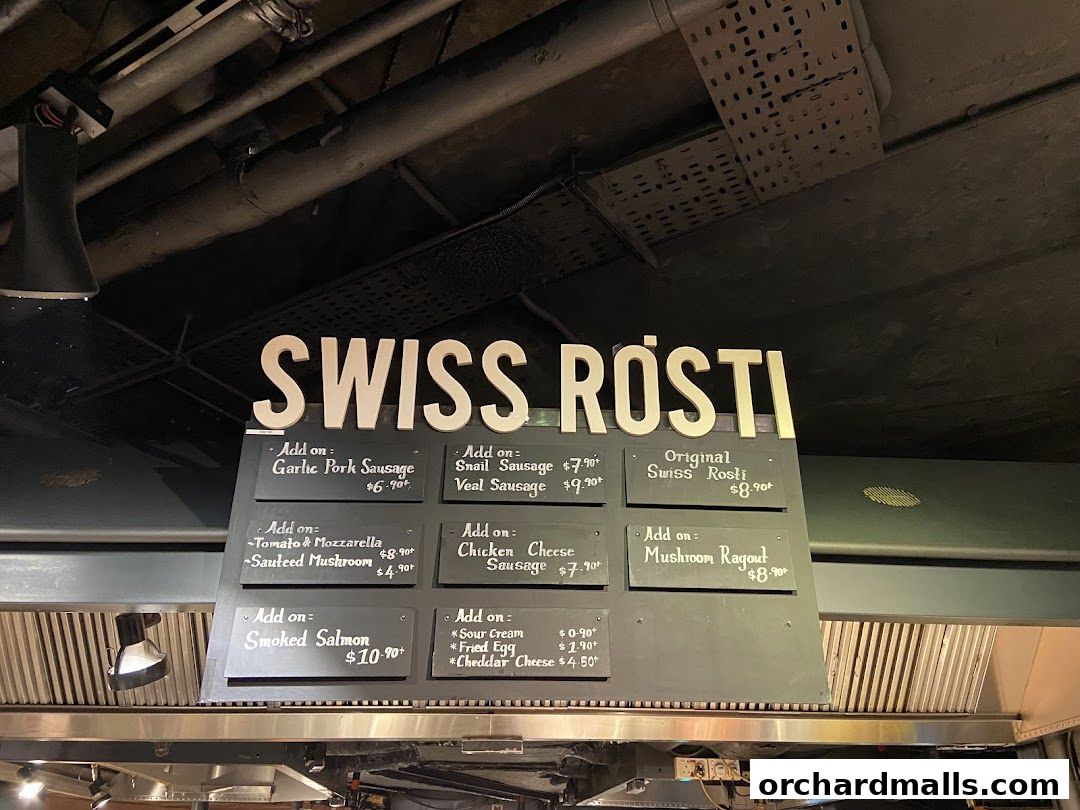 SWISS RÖSTI
Add on:
Garlic Pork Sausage
$6.90+
Add on:
Snail Sausage $7.90+
Veal Sausage $9.90+
Original
Swiss Rosti
$8.90+
Add on:
~Tomato & Mozzarella
$8.90+
~Sauteed Mushroom
$4.90+
Add on:
Chicken Cheese
Sausage $7.90+
Add on:
Mushroom Ragout
$8.90+
Add on:
Smoked Salmon
$10.90+
Add on:
*Sour Cream $0.90+
*Fried Egg $1.90+
*Cheddar Cheese $4.50+
orchardmalls.com